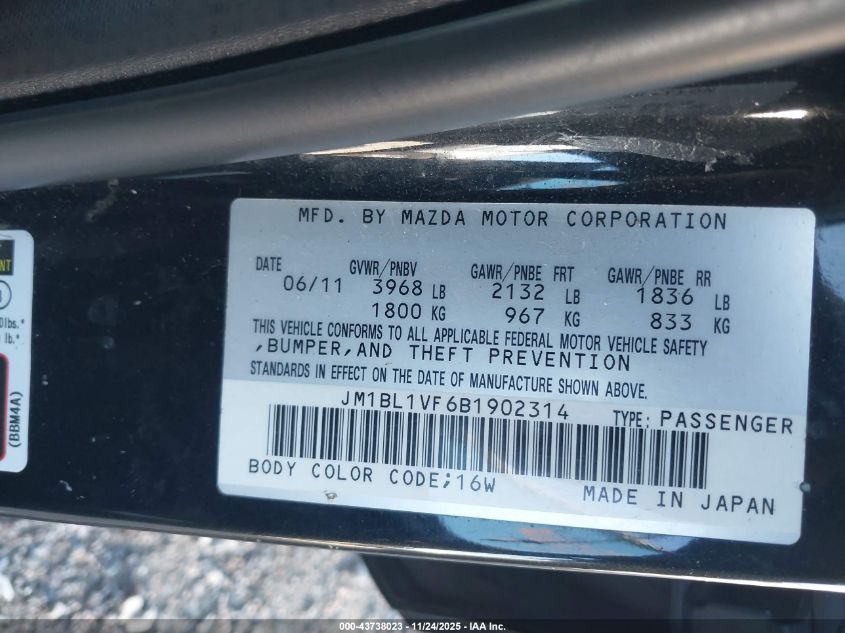 MFD. BY MAZDA MOTOR CORPORATION
DATE GVWR/PNBV GAWR/PNBE FRT GAWR/PNBE RR
06/11 3968 LB 2132 LB 1836 LB
1800 KG 967 KG 833 KG
THIS VEHICLE CONFORMS TO ALL APPLICABLE FEDERAL MOTOR VEHICLE SAFETY
,BUMPER,AND THEFT PREVENTION
STANDARDS IN EFFECT ON THE DATE OF MANUFACTURE SHOWN ABOVE.
JM1BL1VF6B1902314 TYPE: PASSENGER
BODY COLOR CODE;16W MADE IN JAPAN
NT
lbs.*
lb.*
(BBM4A)
000-43738023 - 11/24/2025 - IAA Inc.